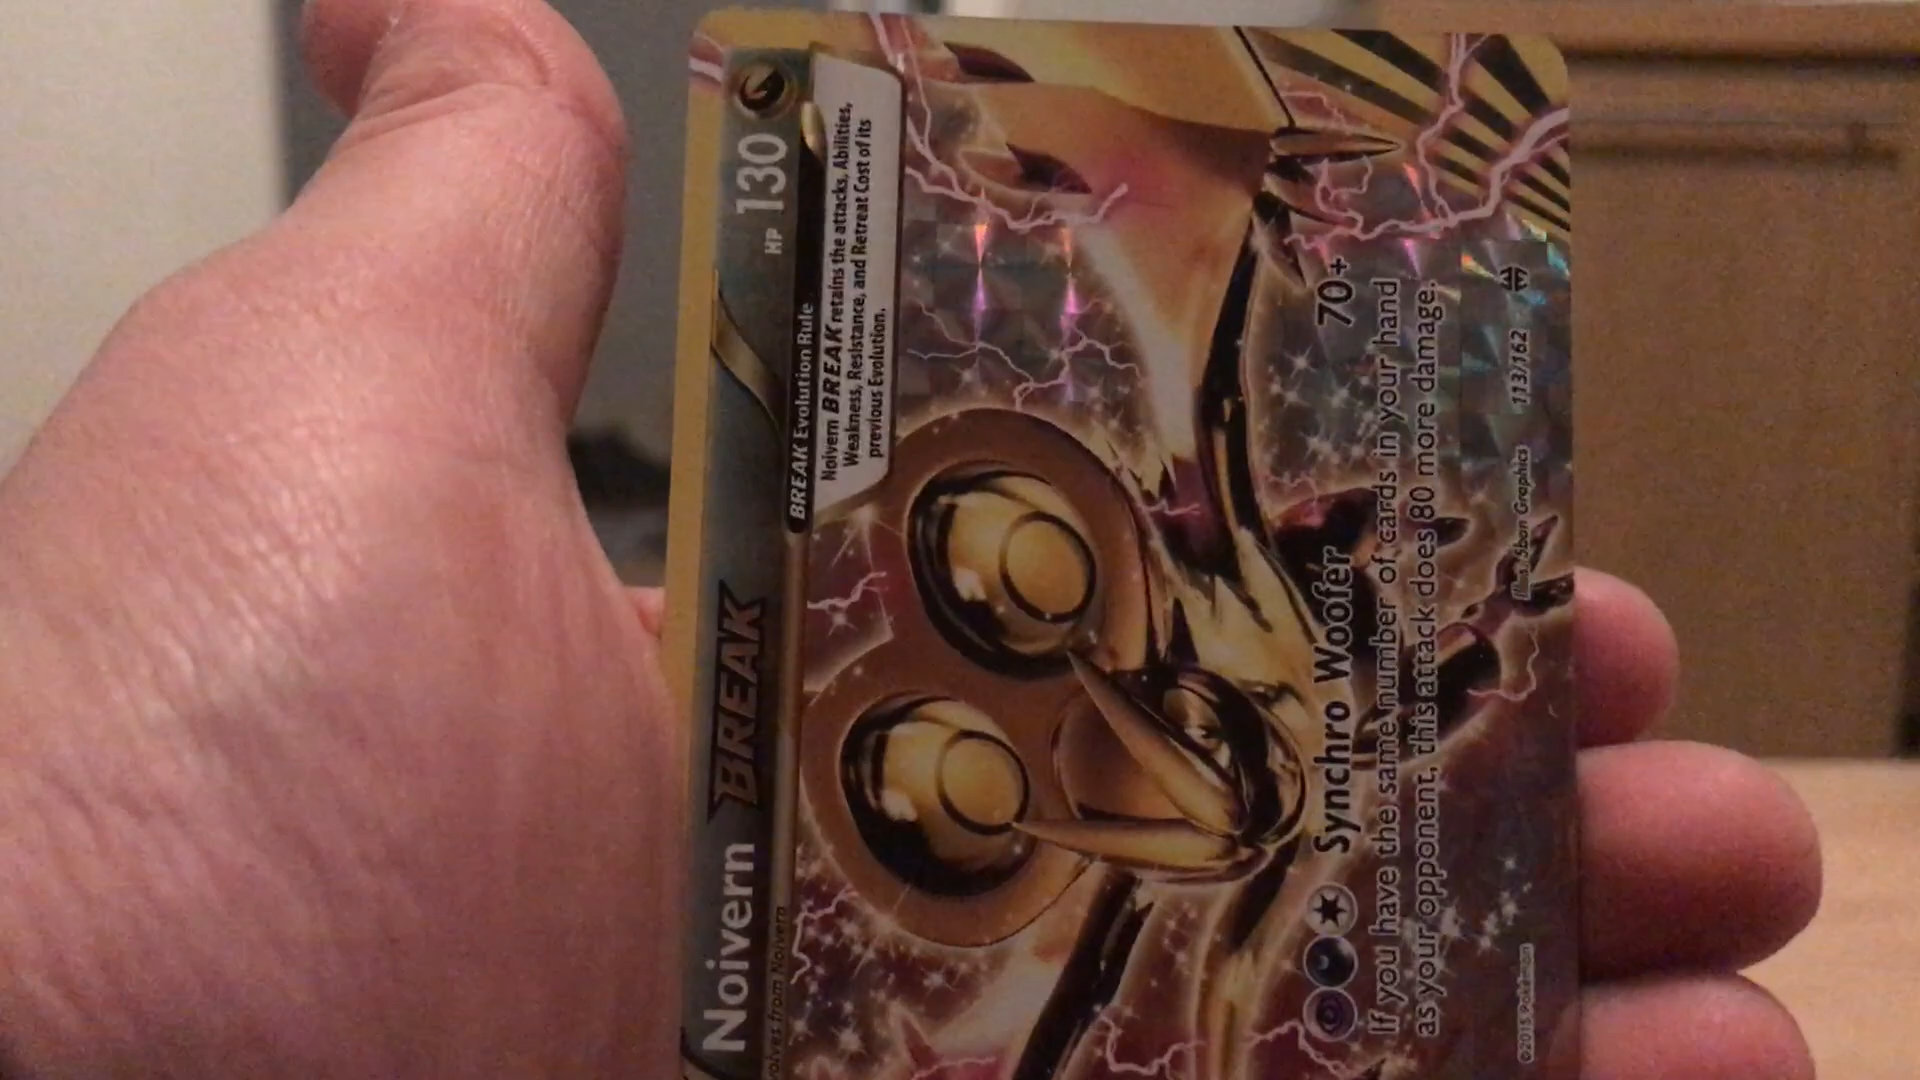 Noivern BREAK HP 130
volves from Noivern
BREAK Evolution Rule
Noivern BREAK retains the attacks, Abilities,
Weakness, Resistance, and Retreat Cost of its
previous Evolution.
Synchro Woofer 70+
If you have the same number of cards in your hand
as your opponent, this attack does 80 more damage.
©2015 Pokémon Illus. 5ban Graphics 113/162